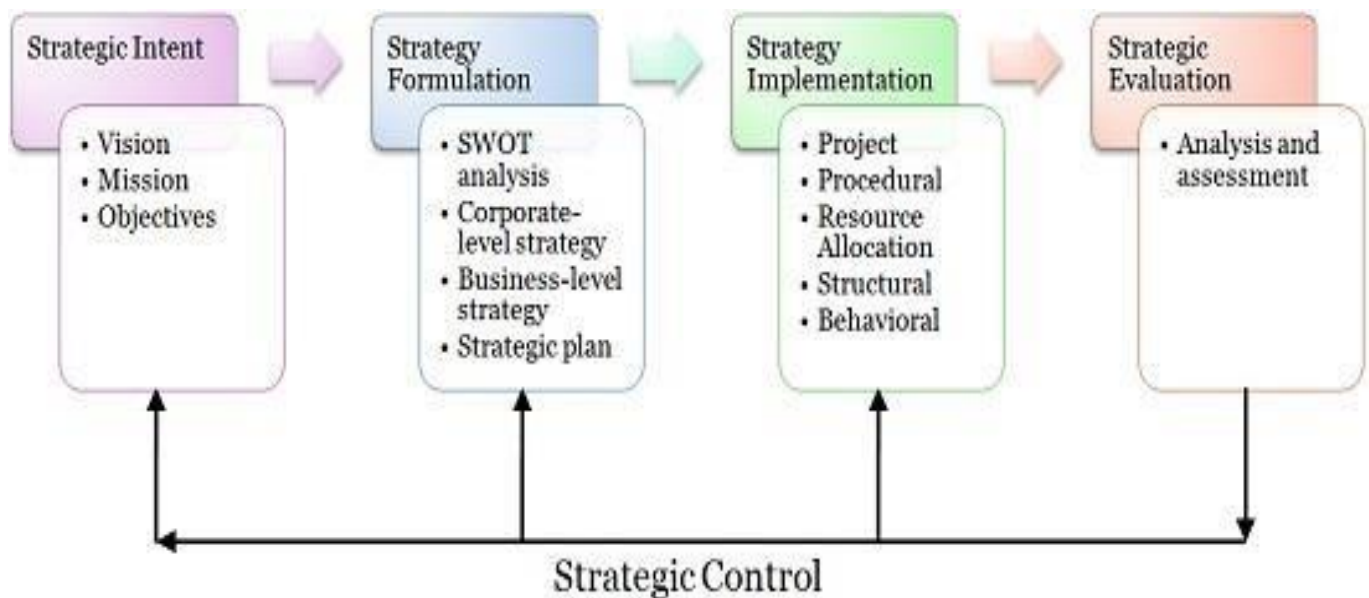 Strategic Intent
• Vision
• Mission
• Objectives
Strategy
Formulation
• SWOT
analysis
• Corporate-
level strategy
• Business-level
strategy
• Strategic plan
Strategy
Implementation
• Project
• Procedural
• Resource
Allocation
• Structural
• Behavioral
Strategic
Evaluation
• Analysis and
assessment
Strategic Control